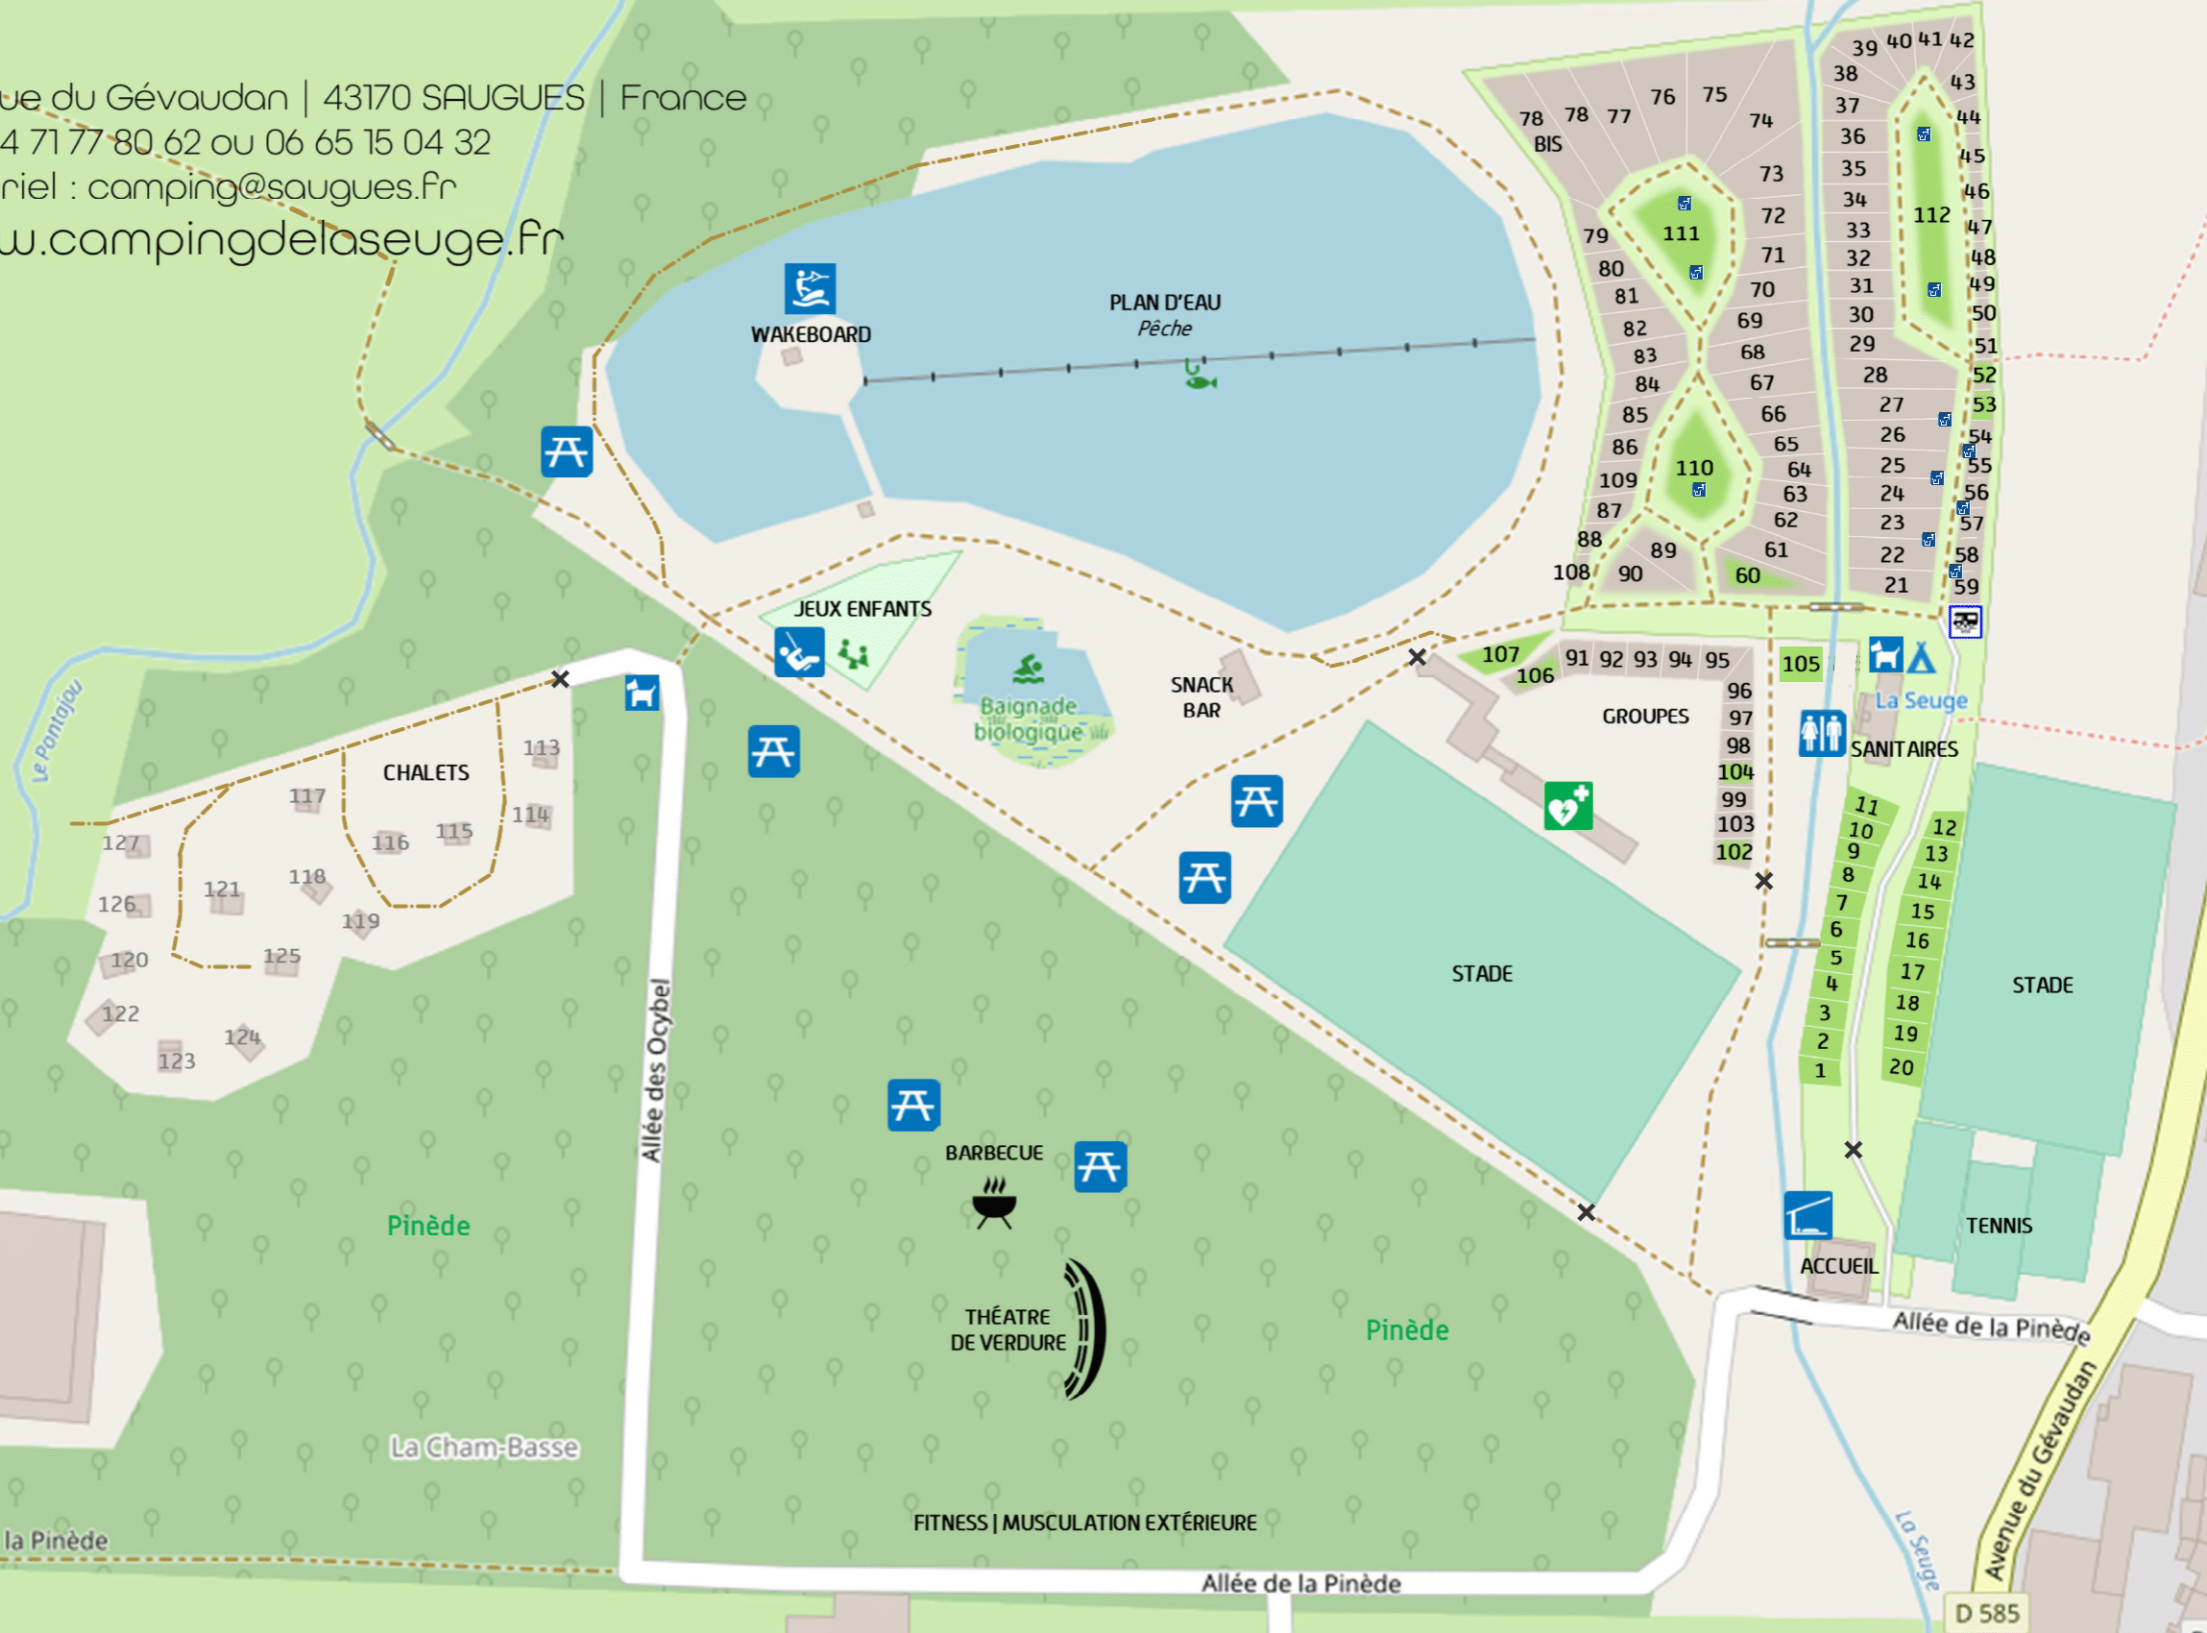 ue du Gévaudan | 43170 SAUGUES | France
4 71 77 80 62 ou 06 65 15 04 32
riel : camping@saugues.fr
w.campingdelaseuge.fr
39 40 41 42
38 43
37 44
36 45
35 46
34 47
33 112 48
32 49
31 50
30 51
29 52
28 53
27 54
26 55
25 56
24 57
23 58
22 59
21
78 BIS
78 77 76 75 74
73
72
71
70
69
68
67
66
65
64
63
62
61
60
111
79
80
81
82
83
84
85
86
109
87
88
108
110
89
90
WAKEBOARD
PLAN D'EAU
Pêche
JEUX ENFANTS
Baignade
biologique
SNACK
BAR
107
106
91 92 93 94 95
96
97
98
104
99
103
102
105
GROUPES
La Seuge
SANITAIRES
11
10
9
8
7
6
5
4
3
2
1
12
13
14
15
16
17
18
19
20
STADE
STADE
TENNIS
ACCUEIL
Le Pontajou
CHALETS
113
114
115
116
117
118
119
121
127
126
120
125
122
123
124
Allée des Ocybel
BARBECUE
THÉATRE
DE VERDURE
Pinède
Pinède
La Cham-Basse
FITNESS | MUSCULATION EXTÉRIEURE
la Pinède
Allée de la Pinède
Allée de la Pinède
Avenue du Gévaudan
La Seuge
D 585